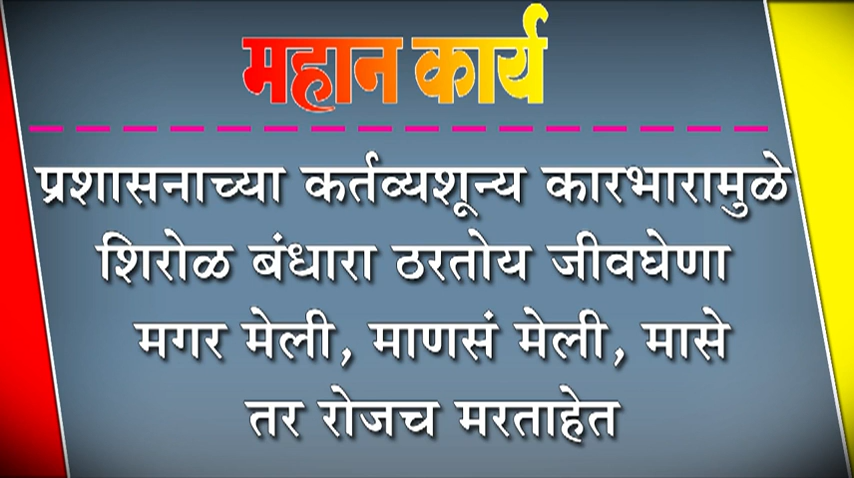 महान कार्य
प्रशासनाच्या कर्तव्यशून्य कारभारामुळे
शिरोळ बंधारा ठरतोय जीवघेणा
मगर मेली, माणसं मेली, मासे
तर रोजच मरताहेत